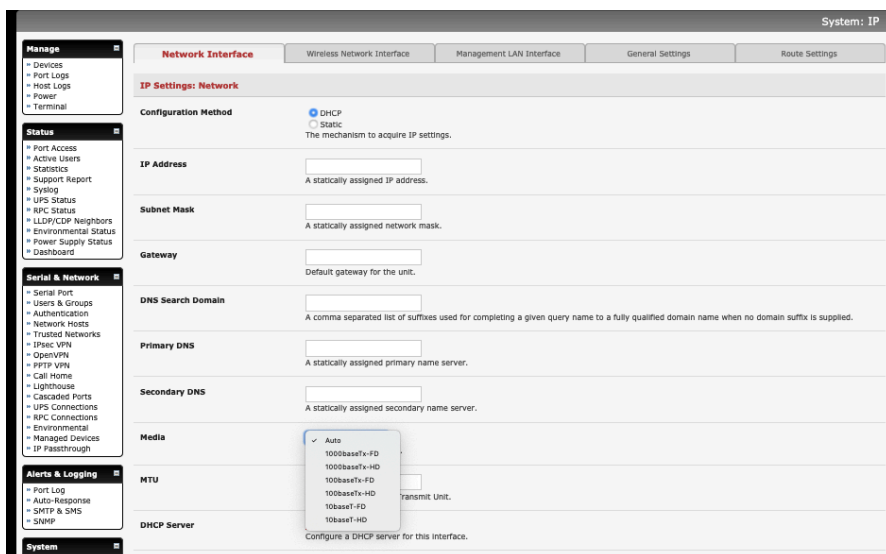 System: IP
Manage
Devices
Port Logs
Host Logs
Power
Terminal
Status
Port Access
Active Users
Statistics
Support Report
Syslog
UPS Status
RPC Status
LLDP/CDP Neighbors
Environmental Status
Power Supply Status
Dashboard
Serial & Network
Serial Port
Users & Groups
Authentication
Network Hosts
Trusted Networks
IPsec VPN
OpenVPN
PPTP VPN
Call Home
Lighthouse
Cascaded Ports
UPS Connections
RPC Connections
Environmental
Managed Devices
IP Passthrough
Alerts & Logging
Port Log
Auto-Response
SMTP & SMS
SNMP
System
Network Interface
Wireless Network Interface
Management LAN Interface
General Settings
Route Settings
IP Settings: Network
Configuration Method
DHCP
Static
The mechanism to acquire IP settings.
IP Address
A statically assigned IP address.
Subnet Mask
A statically assigned network mask.
Gateway
Default gateway for the unit.
DNS Search Domain
A comma separated list of suffixes used for completing a given query name to a fully qualified domain name when no domain suffix is supplied.
Primary DNS
A statically assigned primary name server.
Secondary DNS
A statically assigned secondary name server.
Media
✓ Auto
1000baseTx-FD
1000baseTx-HD
100baseTx-FD
100baseTx-HD
10baseT-FD
10baseT-HD
MTU
Transmit Unit.
DHCP Server
Configure a DHCP server for this interface.